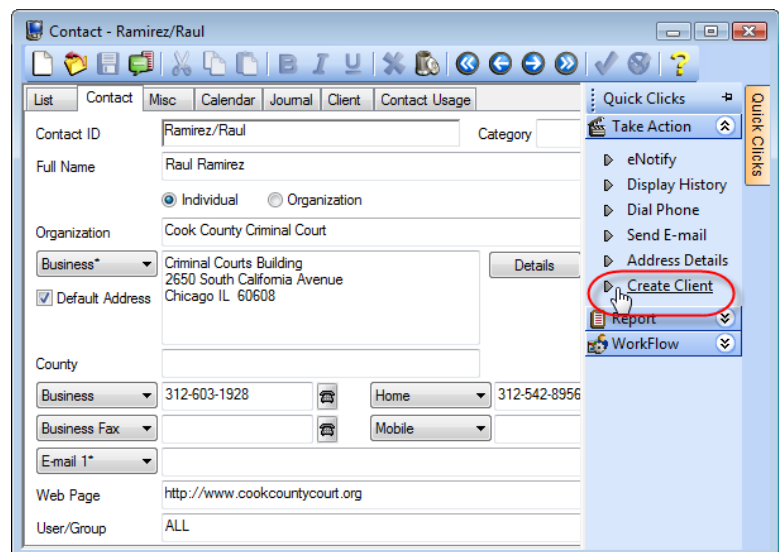 Contact - Ramirez/Raul
B I U ?
List Contact Misc Calendar Journal Client Contact Usage
Contact ID Ramirez/Raul Category
Full Name Raul Ramirez
Individual Organization
Organization Cook County Criminal Court
Business* Criminal Courts Building
2650 South California Avenue
Chicago IL 60608
Details
Default Address
County
Business 312-603-1928 Home 312-542-8956
Business Fax Mobile
E-mail 1*
Web Page http://www.cookcountycourt.org
User/Group ALL
Quick Clicks
Take Action
eNotify
Display History
Dial Phone
Send E-mail
Address Details
Create Client
Report
WorkFlow
Quick Clicks